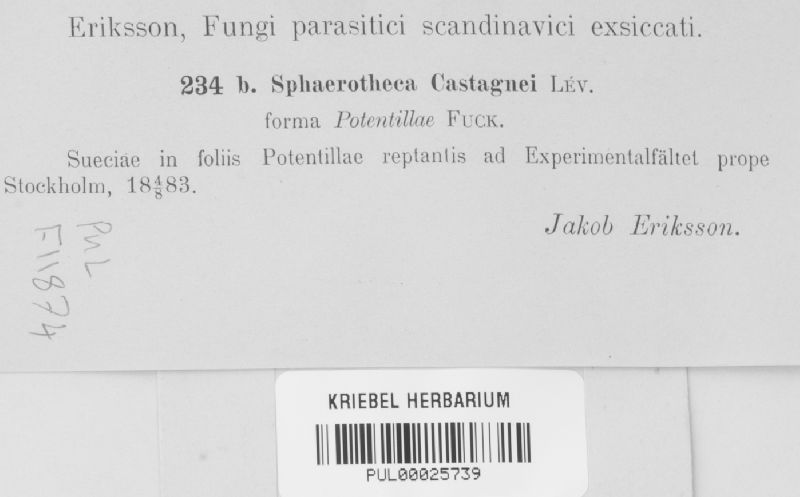 Eriksson, Fungi parasitici scandinavici exsiccati.
234 b. Sphaerotheca Castagnei LÉV.
forma Potentillae FUCK.
Sueciae in foliis Potentillae reptantis ad Experimentalfältet prope
Stockholm, 18 4/8 83.
Jakob Eriksson.
PUL
F11874
KRIEBEL HERBARIUM
PUL00025739